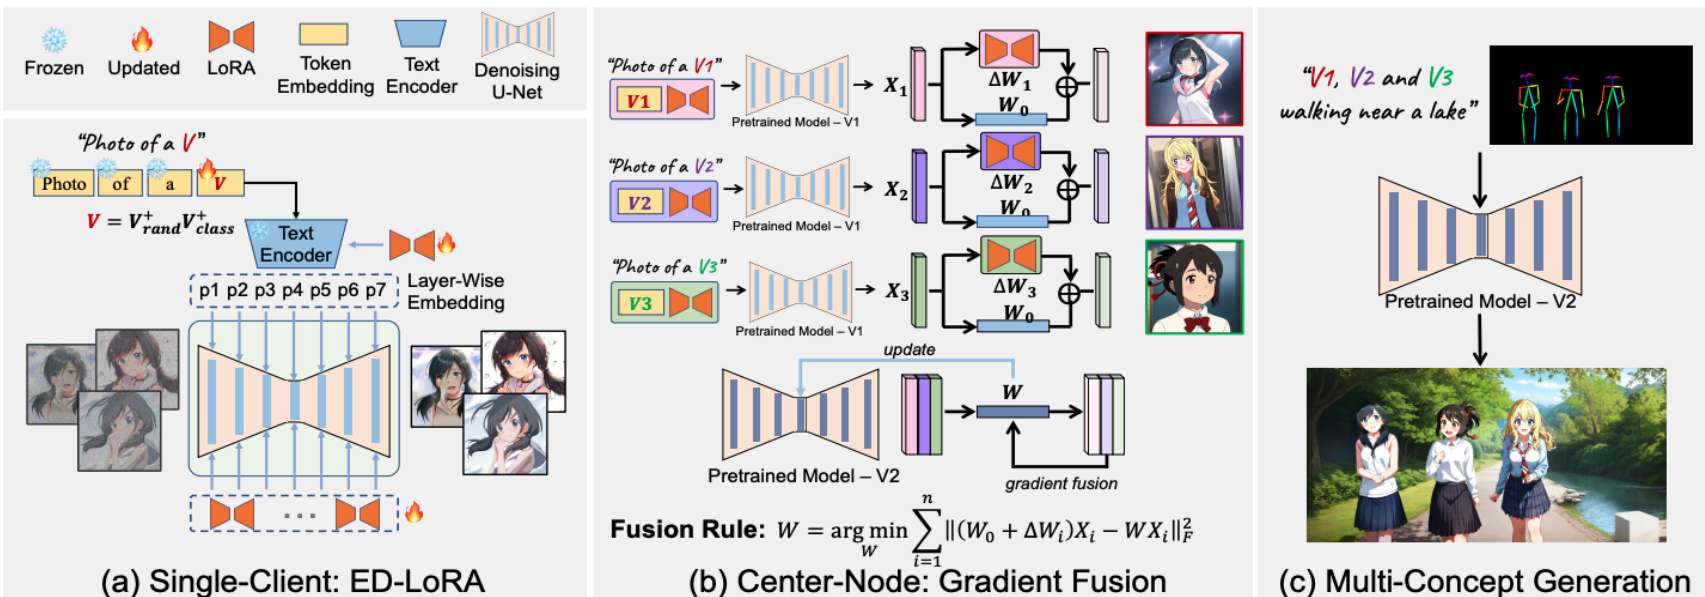 Frozen
Updated
LoRA
Token
Embedding
Text
Encoder
Denoising
U-Net
"Photo of a V"
Photo of a V
V = V⁺rand V⁺class
Text
Encoder
p1 p2 p3 p4 p5 p6 p7
Layer-Wise
Embedding
...
(a) Single-Client: ED-LoRA
"Photo of a V1"
V1
Pretrained Model – V1
X₁
ΔW₁
W₀
"Photo of a V2"
V2
Pretrained Model – V1
X₂
ΔW₂
W₀
"Photo of a V3"
V3
Pretrained Model – V1
X₃
ΔW₃
W₀
update
W
Pretrained Model – V2
gradient fusion
Fusion Rule: W = arg min_W ∑_{i=1}^{n} ‖(W₀ + ΔWᵢ)Xᵢ − WXᵢ‖²_F
(b) Center-Node: Gradient Fusion
"V1, V2 and V3
walking near a lake"
Pretrained Model – V2
(c) Multi-Concept Generation